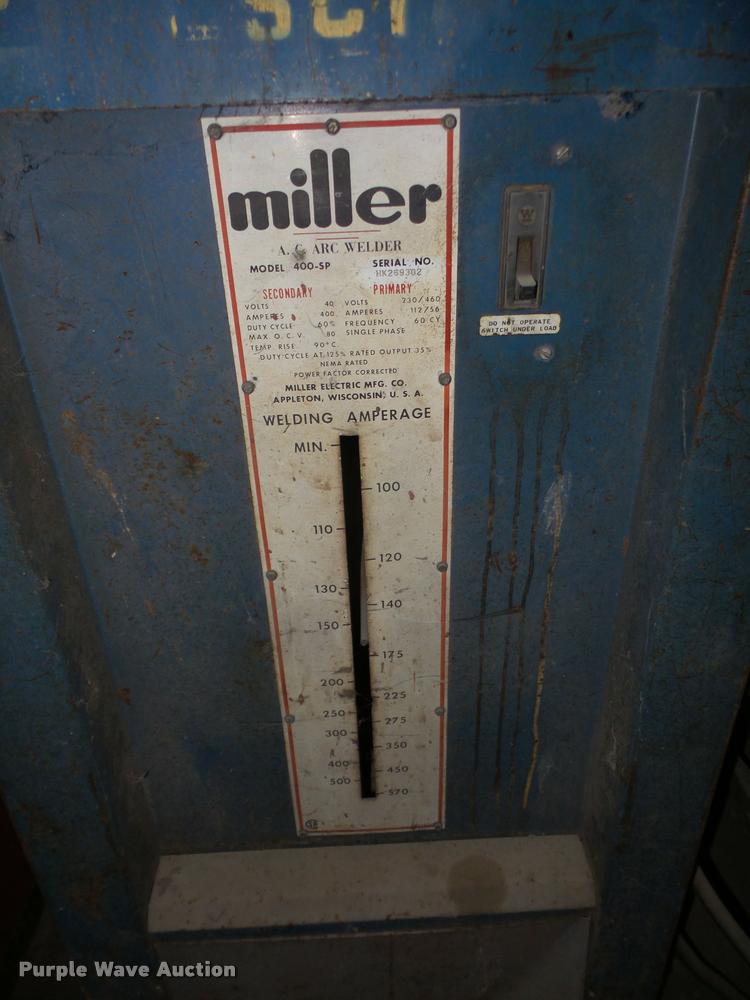 SCT
miller
A. C. ARC WELDER
MODEL 400-SP SERIAL NO.
HK269302
SECONDARY PRIMARY
VOLTS 40 VOLTS 230/460
AMPERES 400 AMPERES 112/56
DUTY CYCLE 60% FREQUENCY 60 CY
MAX. O. C. V. 80 SINGLE PHASE
TEMP. RISE 90°C
DUTY CYCLE AT 125% RATED OUTPUT 35%
NEMA RATED
POWER FACTOR CORRECTED
MILLER ELECTRIC MFG. CO.
APPLETON, WISCONSIN, U. S. A.
WELDING AMPERAGE
MIN.
100
110
120
130
140
150
175
200
225
250
275
300
350
400
450
500
570
W
DO NOT OPERATE
SWITCH UNDER LOAD
Purple Wave Auction